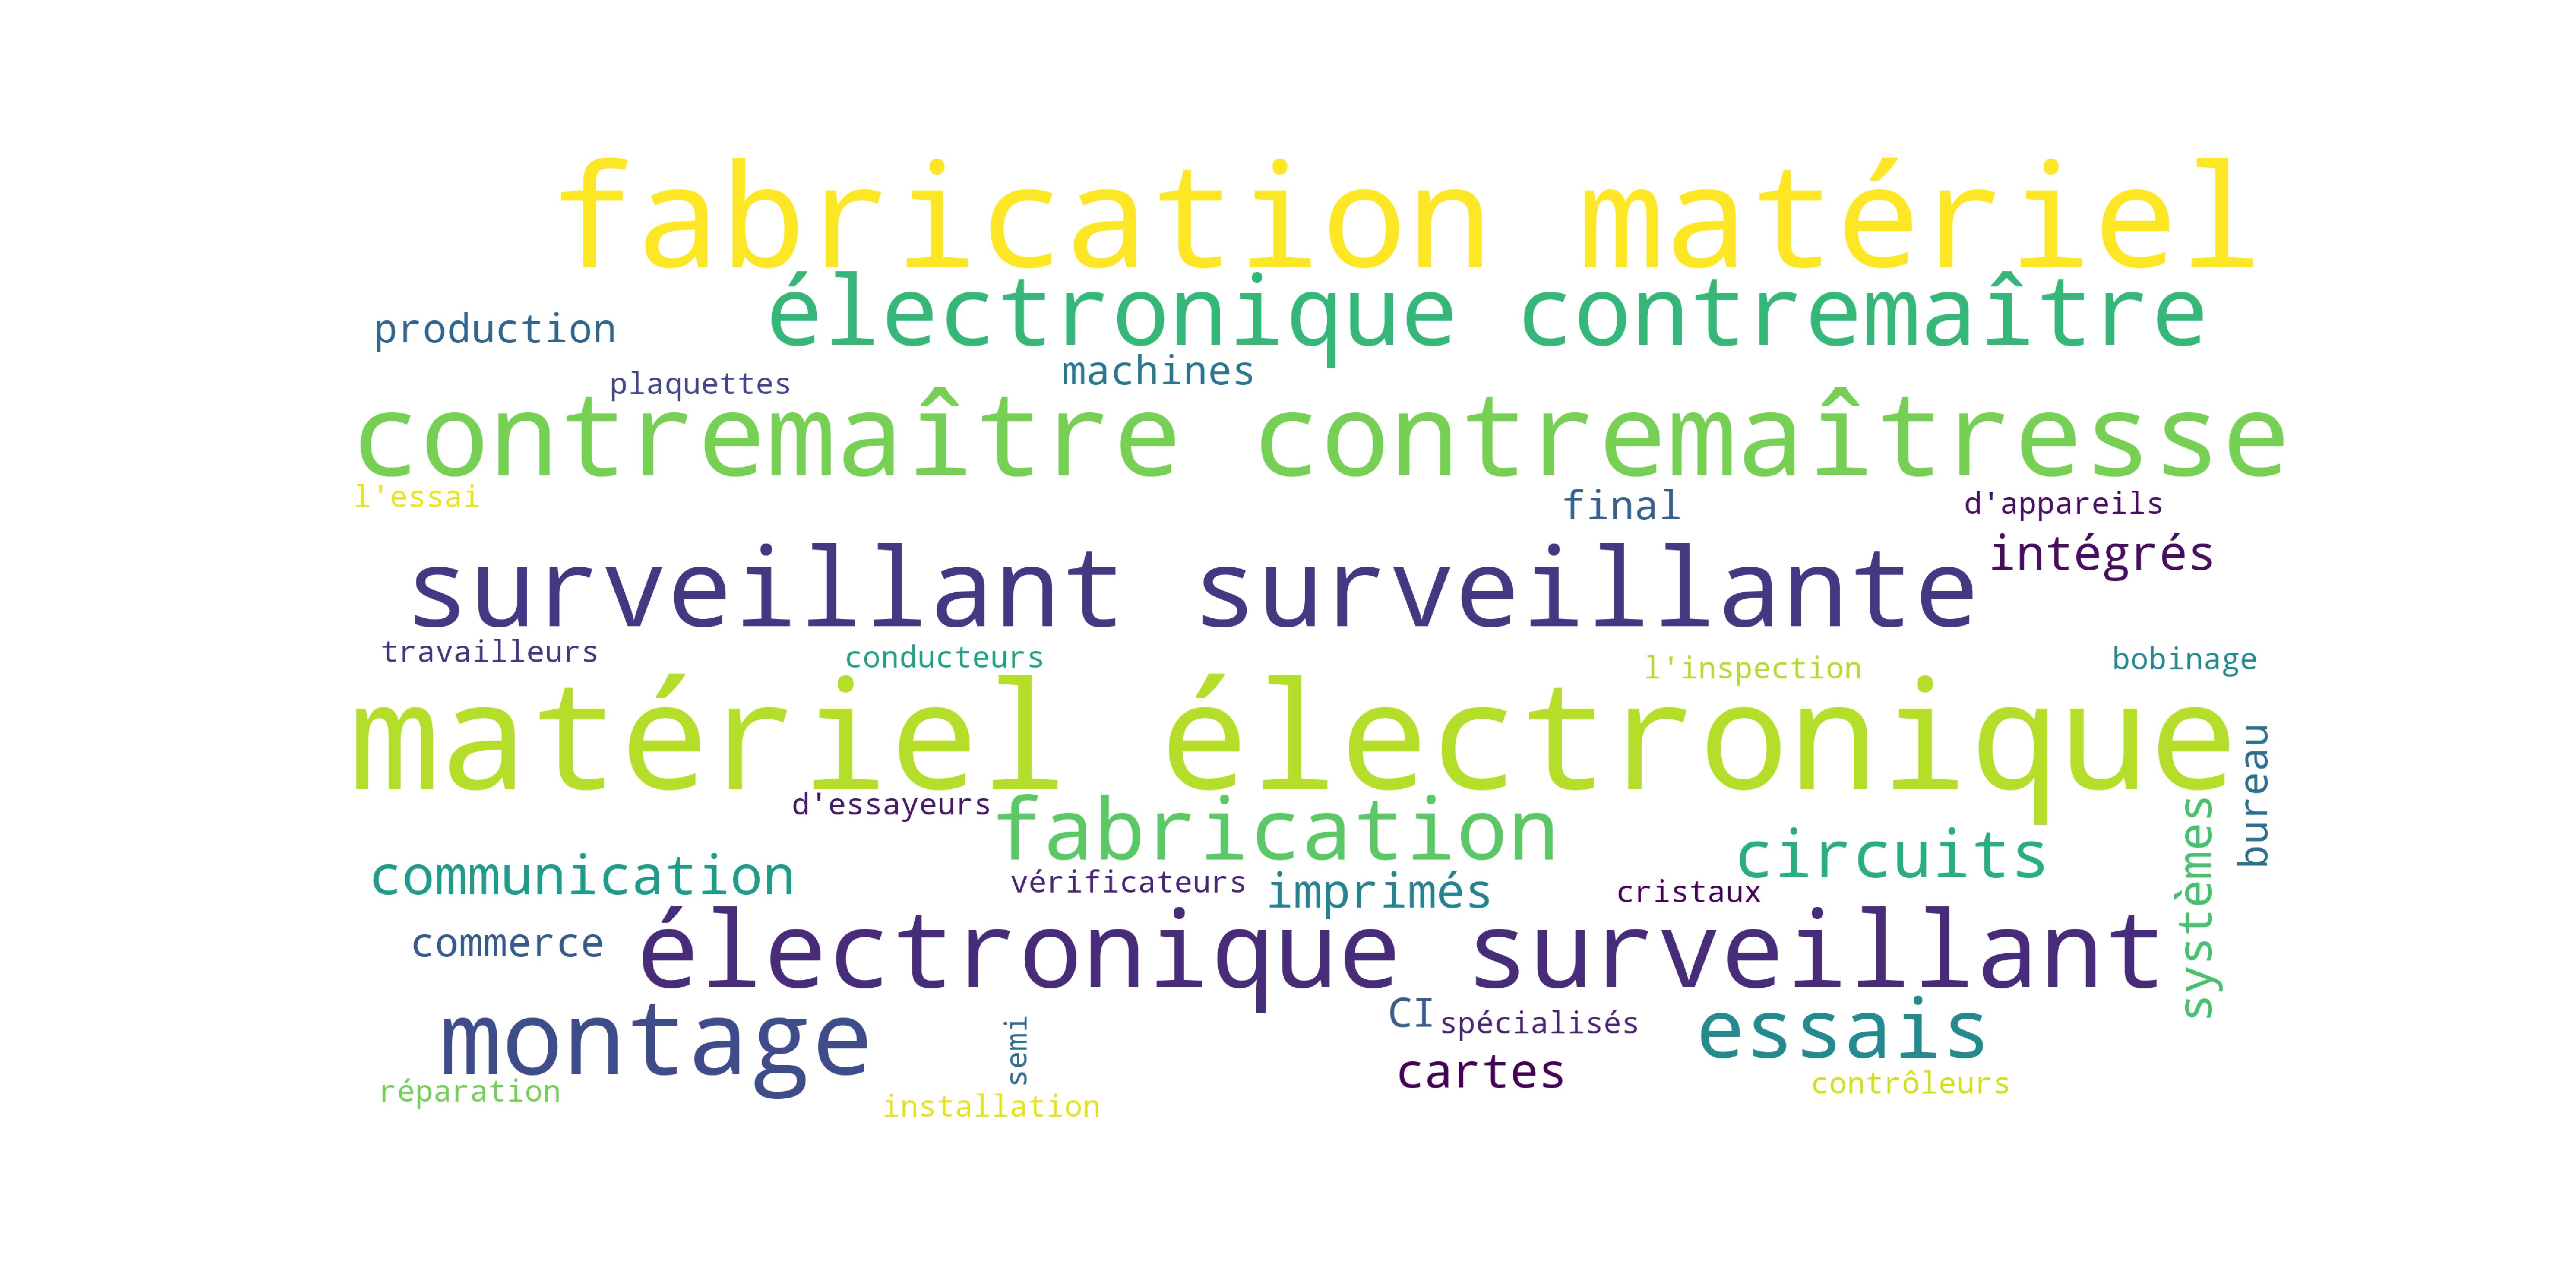 fabrication matériel
électronique contremaître
production
machines
plaquettes
contremaître contremaîtresse
l'essai
final
d'appareils
intégrés
surveillant surveillante
travailleurs
conducteurs
l'inspection
bobinage
matériel électronique
bureau
d'essayeurs
fabrication
circuits
systèmes
communication
vérificateurs
imprimés
cristaux
commerce
électronique surveillant
montage
semi
CI
spécialisés
essais
cartes
réparation
installation
contrôleurs